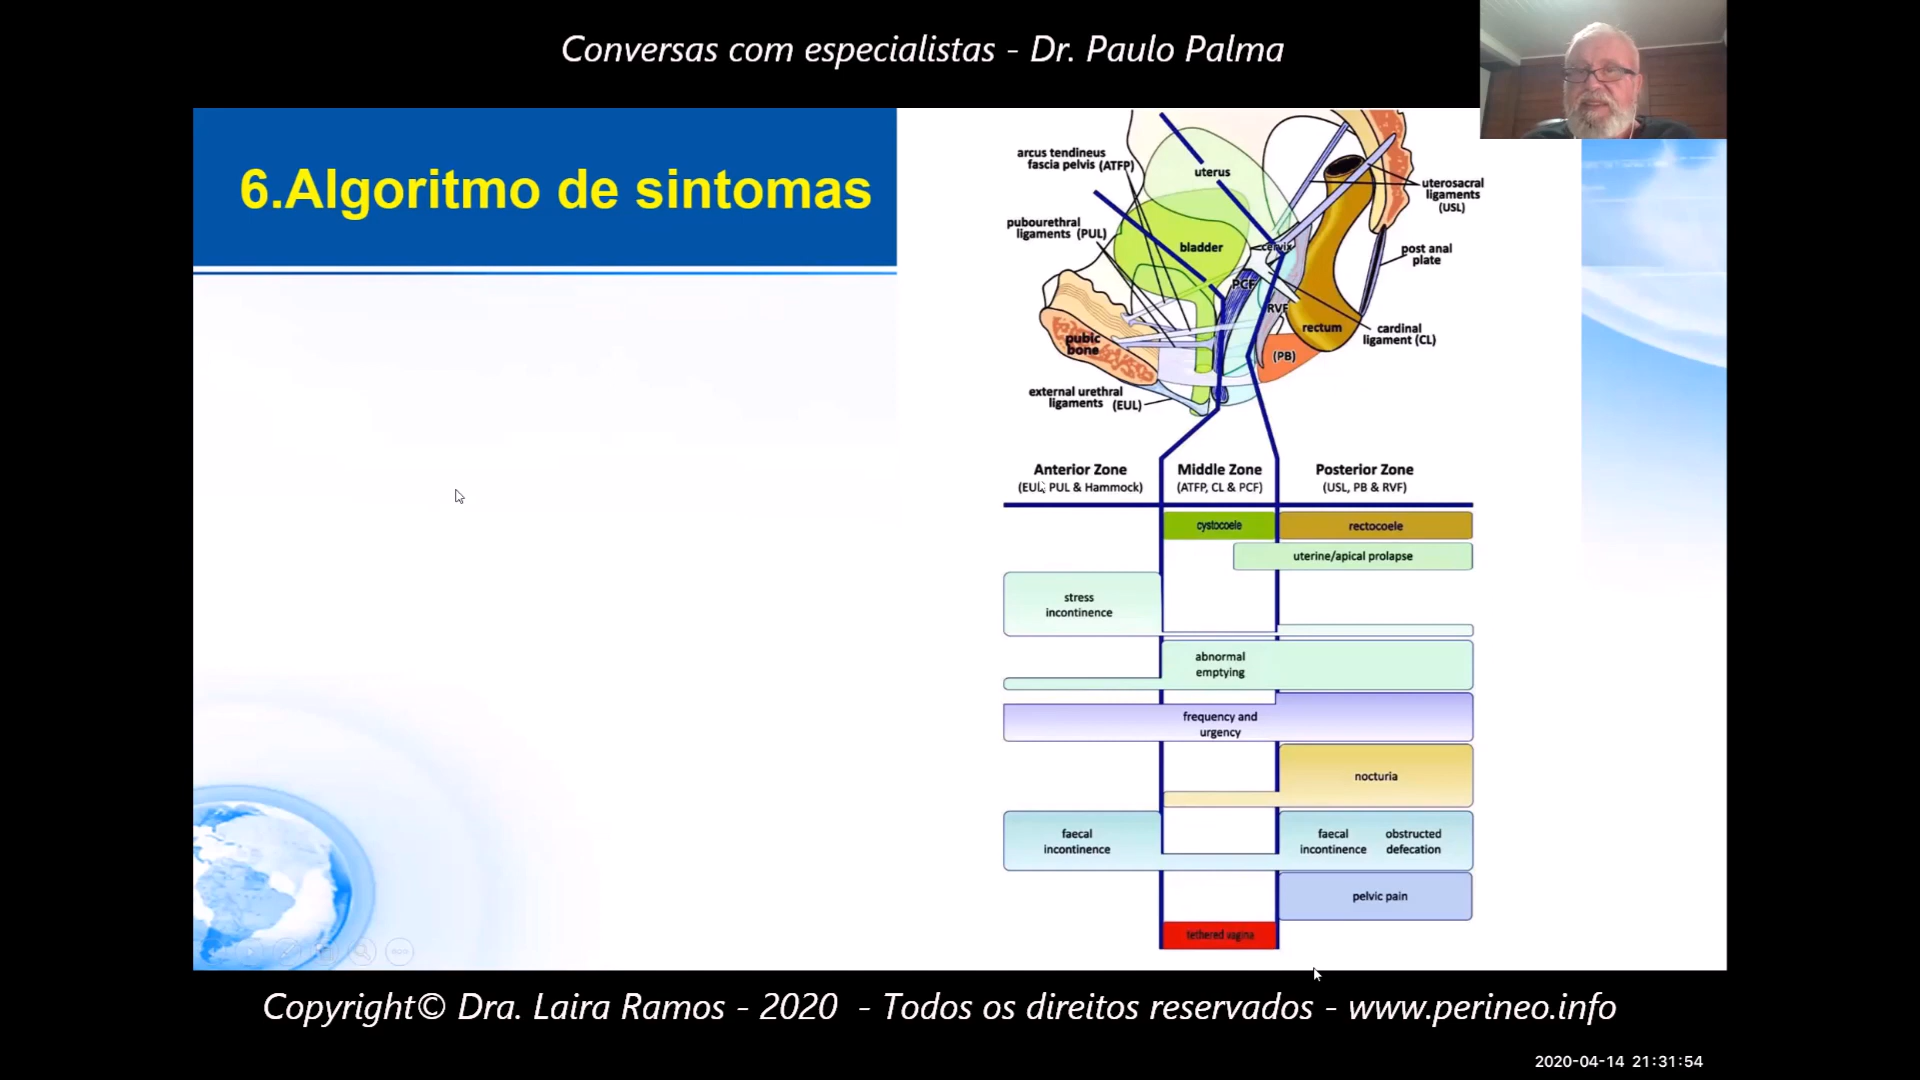 Conversas com especialistas - Dr. Paulo Palma
6.Algoritmo de sintomas
arcus tendineus
fascia pelvis (ATFP)
pubourethral
ligaments (PUL)
uterus
bladder
cervix
PCF
RVF
rectum
(PB)
pubic
bone
external urethral
ligaments (EUL)
uterosacral
ligaments
(USL)
post anal
plate
cardinal
ligament (CL)
Anterior Zone
(EUL, PUL & Hammock)
Middle Zone
(ATFP, CL & PCF)
Posterior Zone
(USL, PB & RVF)
cystocoele
rectocoele
uterine/apical prolapse
stress
incontinence
abnormal
emptying
frequency and
urgency
nocturia
faecal
incontinence
faecal
incontinence
obstructed
defecation
pelvic pain
tethered vagina
Copyright© Dra. Laira Ramos - 2020 - Todos os direitos reservados - www.perineo.info
2020-04-14 21:31:54